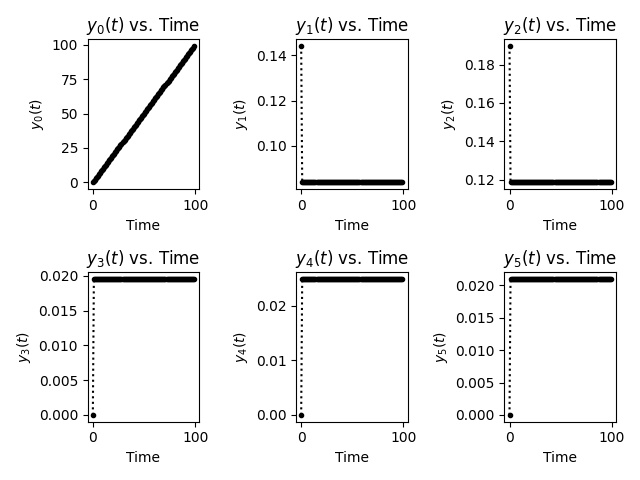 y₀(t) vs. Time
y₁(t) vs. Time
y₂(t) vs. Time
100
75
50
25
0
y₀(t)
0
100
Time
0.14
0.12
0.10
y₁(t)
0
100
Time
0.18
0.16
0.14
0.12
y₂(t)
0
100
Time
y₃(t) vs. Time
y₄(t) vs. Time
y₅(t) vs. Time
0.020
0.015
0.010
0.005
0.000
y₃(t)
0
100
Time
0.02
0.01
0.00
y₄(t)
0
100
Time
0.020
0.015
0.010
0.005
0.000
y₅(t)
0
100
Time